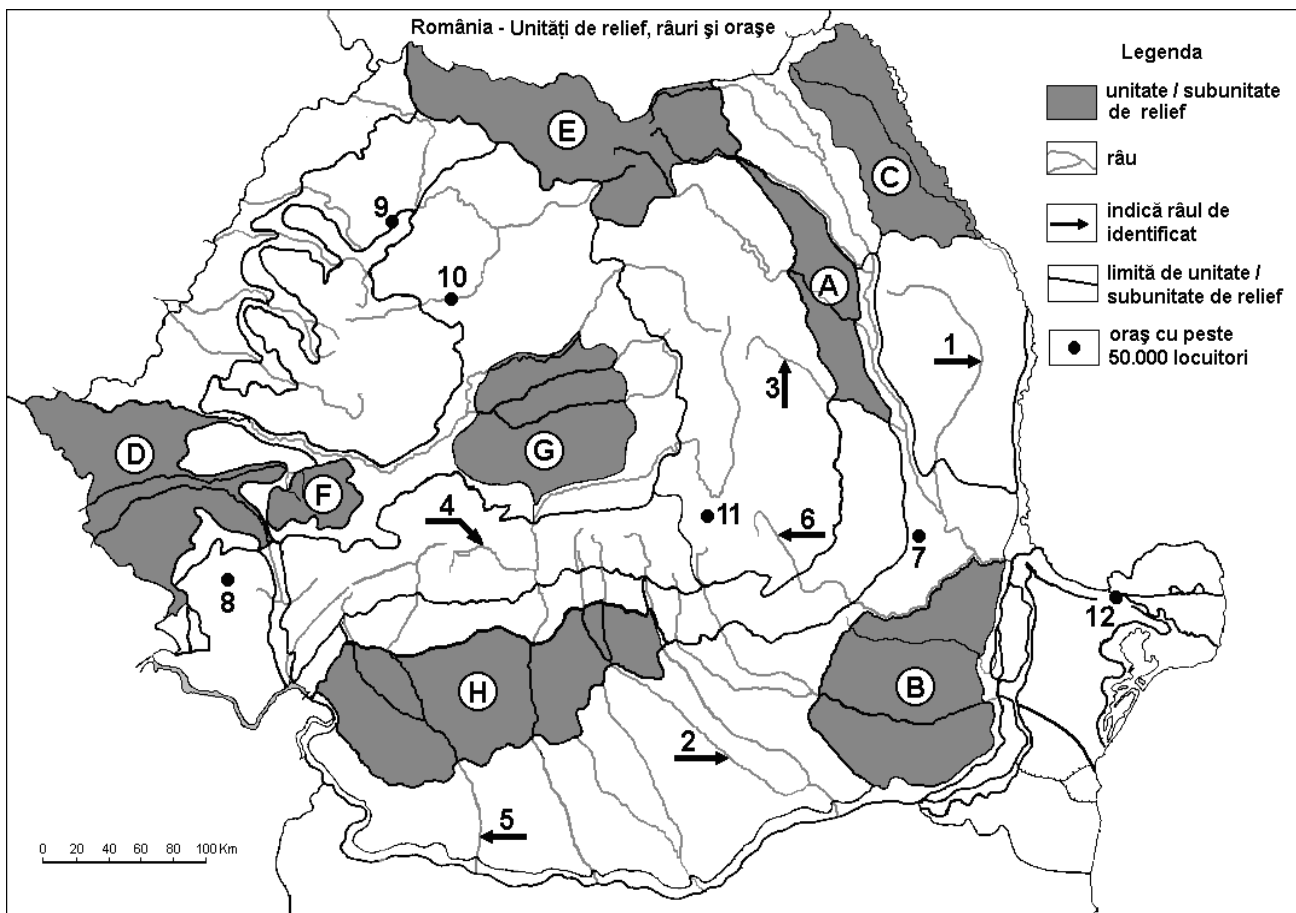 România - Unități de relief, râuri și orașe
Legenda
unitate / subunitate
de relief
râu
indică râul de
identificat
limită de unitate /
subunitate de relief
oraș cu peste
50.000 locuitori
E
C
9
10
A
1
3
D
G
F
4
11
6
7
8
12
H
B
2
5
0 20 40 60 80 100 Km